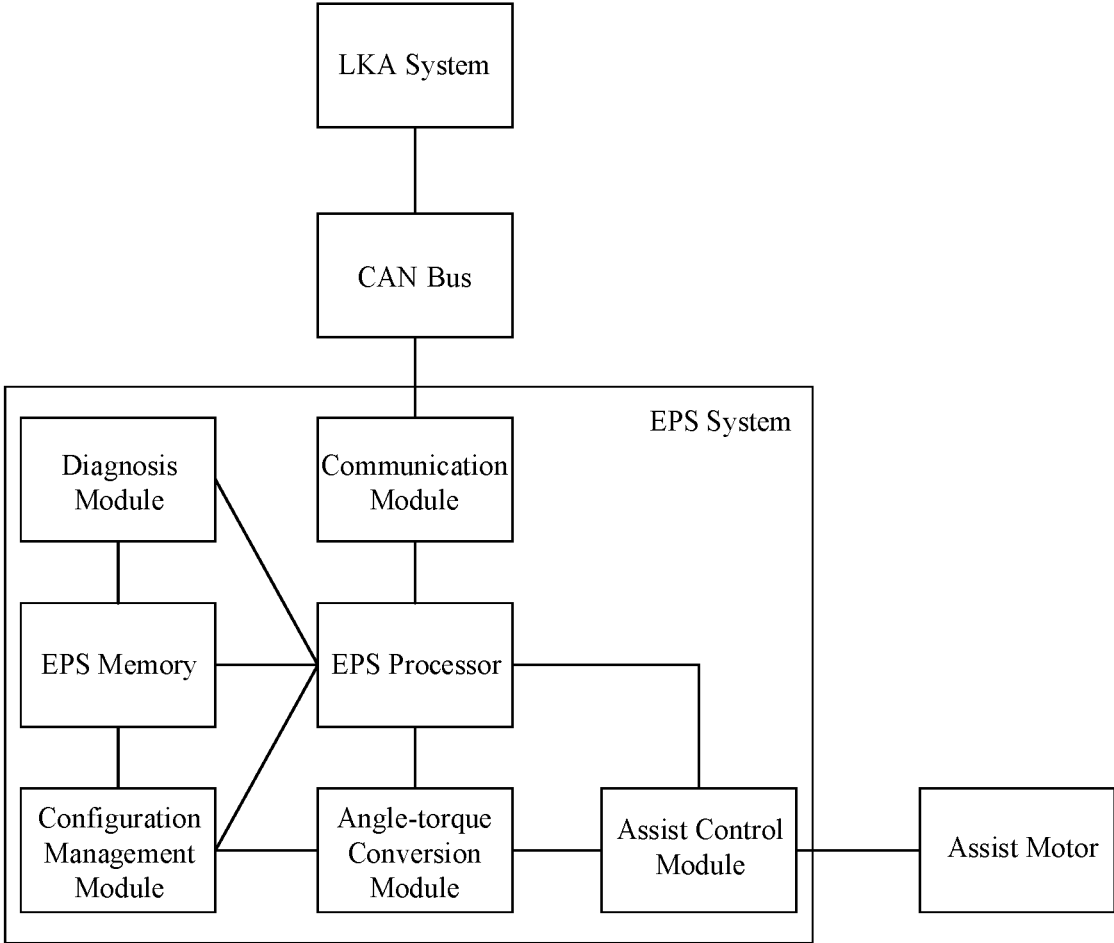 LKA System
CAN Bus
EPS System
Diagnosis
Module
Communication
Module
EPS Memory
EPS Processor
Configuration
Management
Module
Angle-torque
Conversion
Module
Assist Control
Module
Assist Motor